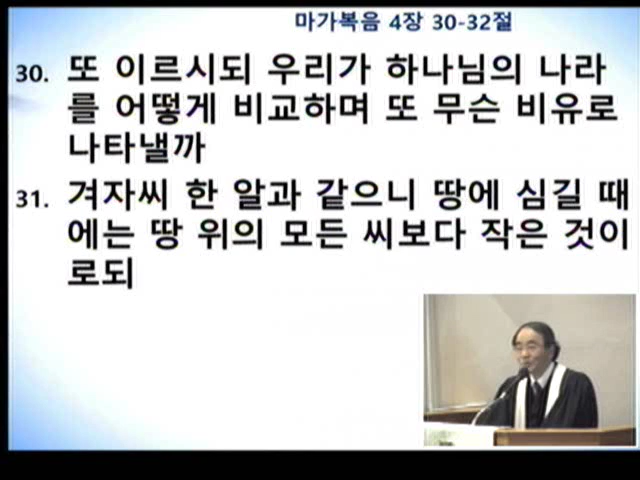 마가복음 4장 30-32절
30. 또 이르시되 우리가 하나님의 나라
를 어떻게 비교하며 또 무슨 비유로
나타낼까
31. 겨자씨 한 알과 같으니 땅에 심길 때
에는 땅 위의 모든 씨보다 작은 것이
로되